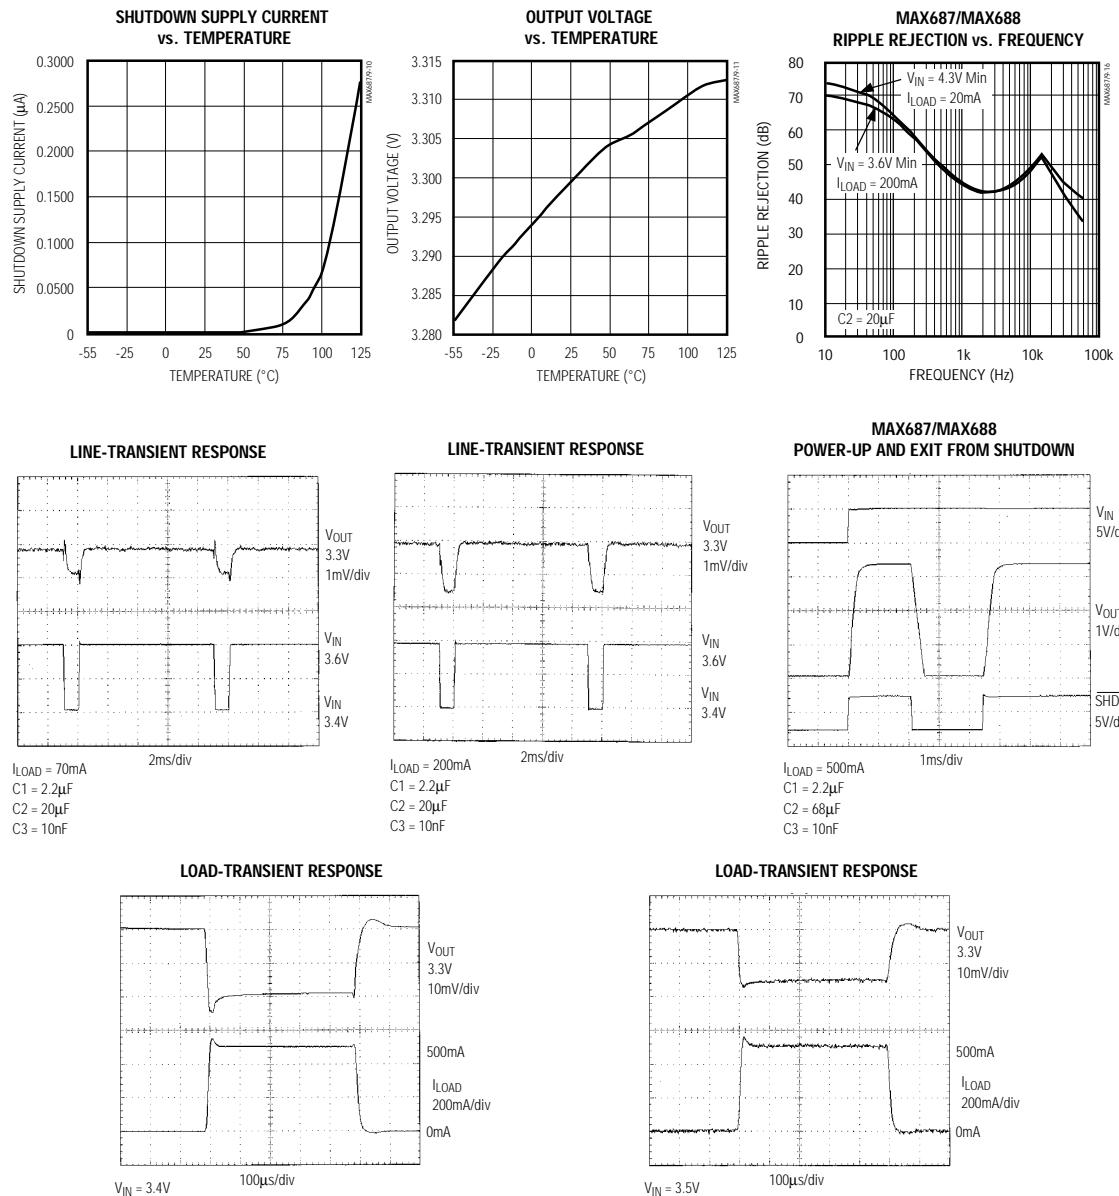 SHUTDOWN SUPPLY CURRENT
vs. TEMPERATURE
SHUTDOWN SUPPLY CURRENT (µA)
0.3000
0.2500
0.2000
0.1500
0.1000
0.0500
0
-55
-25
0
25
50
75
100
125
TEMPERATURE (°C)
MAX687/9-10
OUTPUT VOLTAGE
vs. TEMPERATURE
OUTPUT VOLTAGE (V)
3.315
3.310
3.305
3.300
3.295
3.290
3.285
3.280
-55
-25
0
25
50
75
100
125
TEMPERATURE (°C)
MAX687/9-11
MAX687/MAX688
RIPPLE REJECTION vs. FREQUENCY
RIPPLE REJECTION (dB)
80
70
60
50
40
30
20
10
0
VIN = 4.3V Min
ILOAD = 20mA
VIN = 3.6V Min
ILOAD = 200mA
C2 = 20µF
10
100
1k
10k
100k
FREQUENCY (Hz)
MAX687/9-16
LINE-TRANSIENT RESPONSE
VOUT
3.3V
1mV/div
VIN
3.6V
VIN
3.4V
2ms/div
ILOAD = 70mA
C1 = 2.2µF
C2 = 20µF
C3 = 10nF
LINE-TRANSIENT RESPONSE
VOUT
3.3V
1mV/div
VIN
3.6V
VIN
3.4V
2ms/div
ILOAD = 200mA
C1 = 2.2µF
C2 = 20µF
C3 = 10nF
MAX687/MAX688
POWER-UP AND EXIT FROM SHUTDOWN
VIN
5V/d
VOUT
1V/d
SHD
5V/d
1ms/div
ILOAD = 500mA
C1 = 2.2µF
C2 = 68µF
C3 = 10nF
LOAD-TRANSIENT RESPONSE
VOUT
3.3V
10mV/div
500mA
ILOAD
200mA/div
0mA
100µs/div
VIN = 3.4V
LOAD-TRANSIENT RESPONSE
VOUT
3.3V
10mV/div
500mA
ILOAD
200mA/div
0mA
100µs/div
VIN = 3.5V